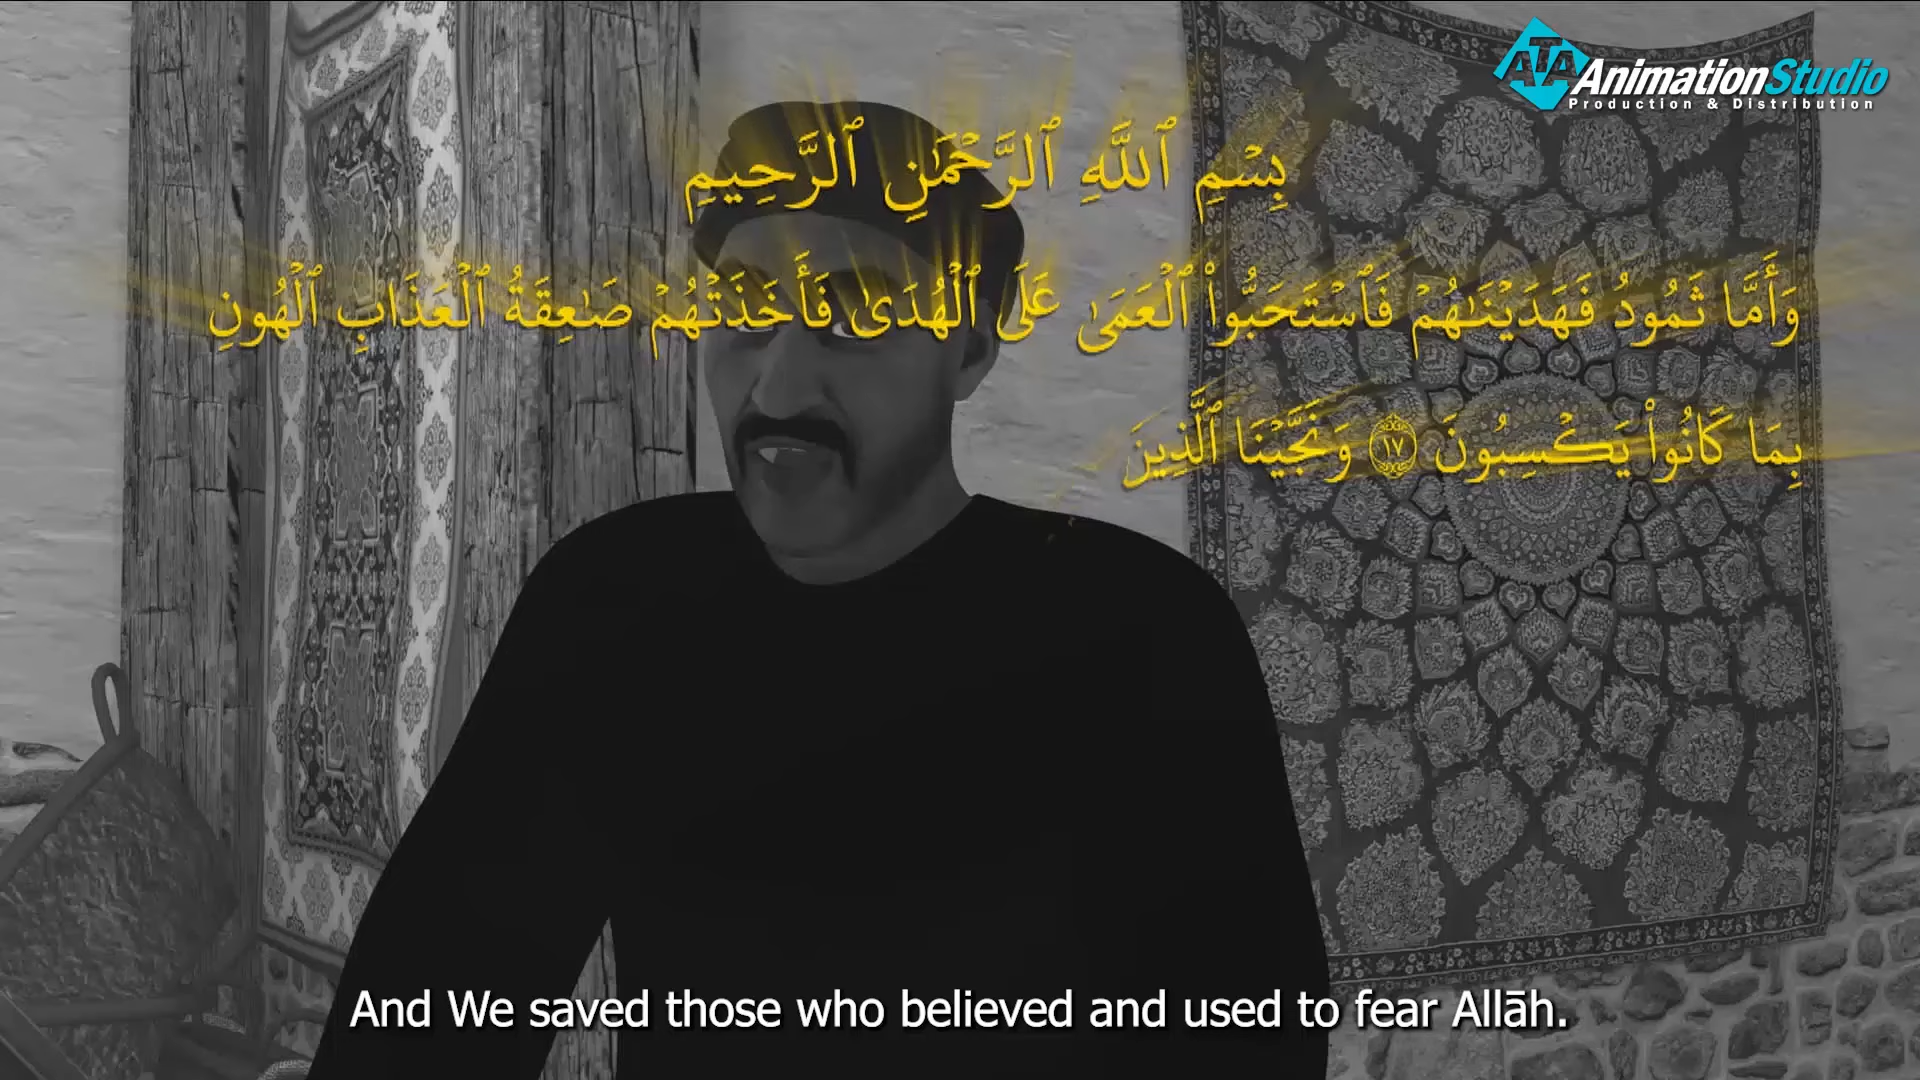 ATA
AnimationStudio
Production & Distribution
بِسْمِ ٱللَّهِ ٱلرَّحْمَٰنِ ٱلرَّحِيمِ
وَأَمَّا ثَمُودُ فَهَدَيْنَٰهُمْ فَٱسْتَحَبُّوا۟ ٱلْعَمَىٰ عَلَى ٱلْهُدَىٰ فَأَخَذَتْهُمْ صَٰعِقَةُ ٱلْعَذَابِ ٱلْهُونِ
بِمَا كَانُوا۟ يَكْسِبُونَ ١٧ وَنَجَّيْنَا ٱلَّذِينَ
And We saved those who believed and used to fear Allāh.